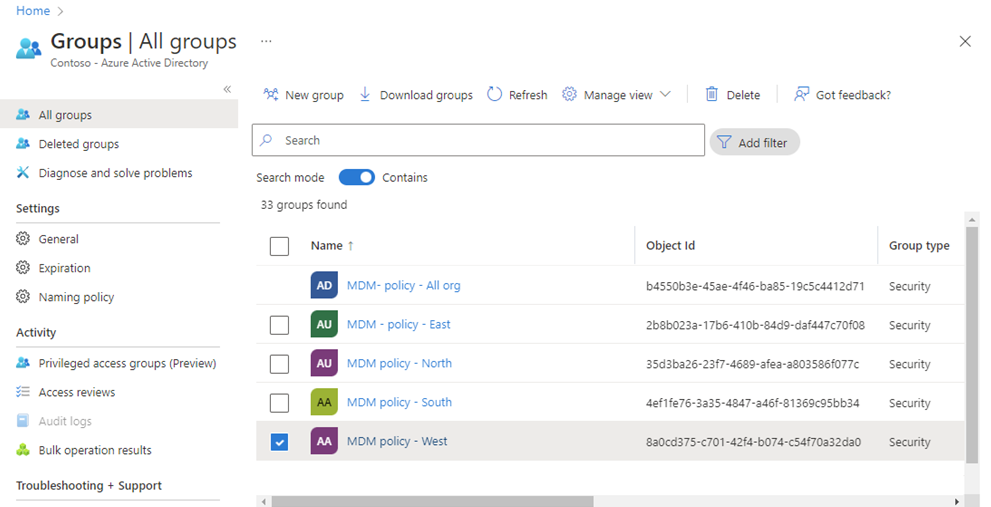 Home
Groups | All groups ...
Contoso - Azure Active Directory
All groups
Deleted groups
Diagnose and solve problems
Settings
General
Expiration
Naming policy
Activity
Privileged access groups (Preview)
Access reviews
Audit logs
Bulk operation results
Troubleshooting + Support
New group Download groups Refresh Manage view Delete Got feedback?
Search Add filter
Search mode Contains
33 groups found
Name ↑ Object Id Group type
AD MDM- policy - All org b4550b3e-45ae-4f46-ba85-19c5c4412d71 Security
AU MDM - policy - East 2b8b023a-17b6-410b-84d9-daf447c70f08 Security
AU MDM policy - North 35d3ba26-23f7-4689-afea-a803586f077c Security
AA MDM policy - South 4ef1fe76-3a35-4847-a46f-81369c95bb34 Security
AA MDM policy - West 8a0cd375-c701-42f4-b074-c54f70a32da0 Security